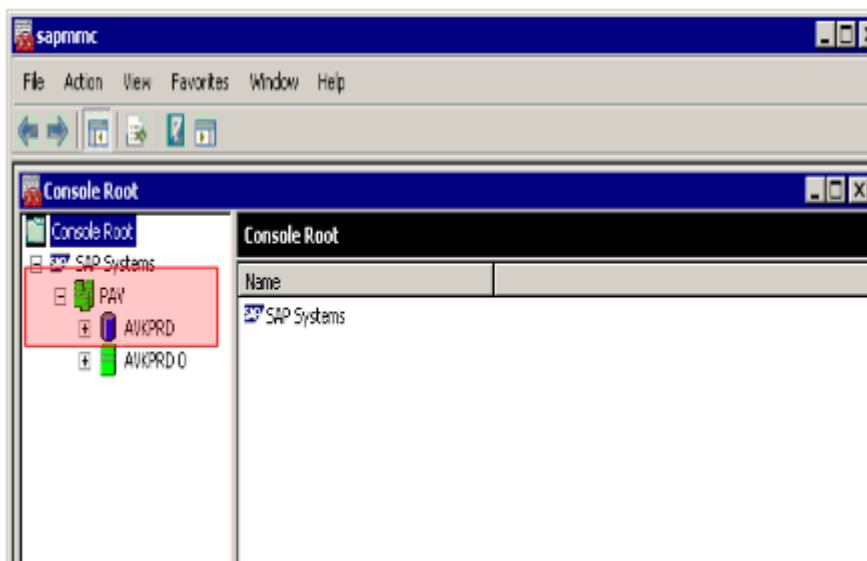 sapmmc
File Action View Favorites Window Help
Console Root
Console Root
Console Root
SAP Systems
Name
PAV
SAP Systems
AVKPRD
AVKPRD 0